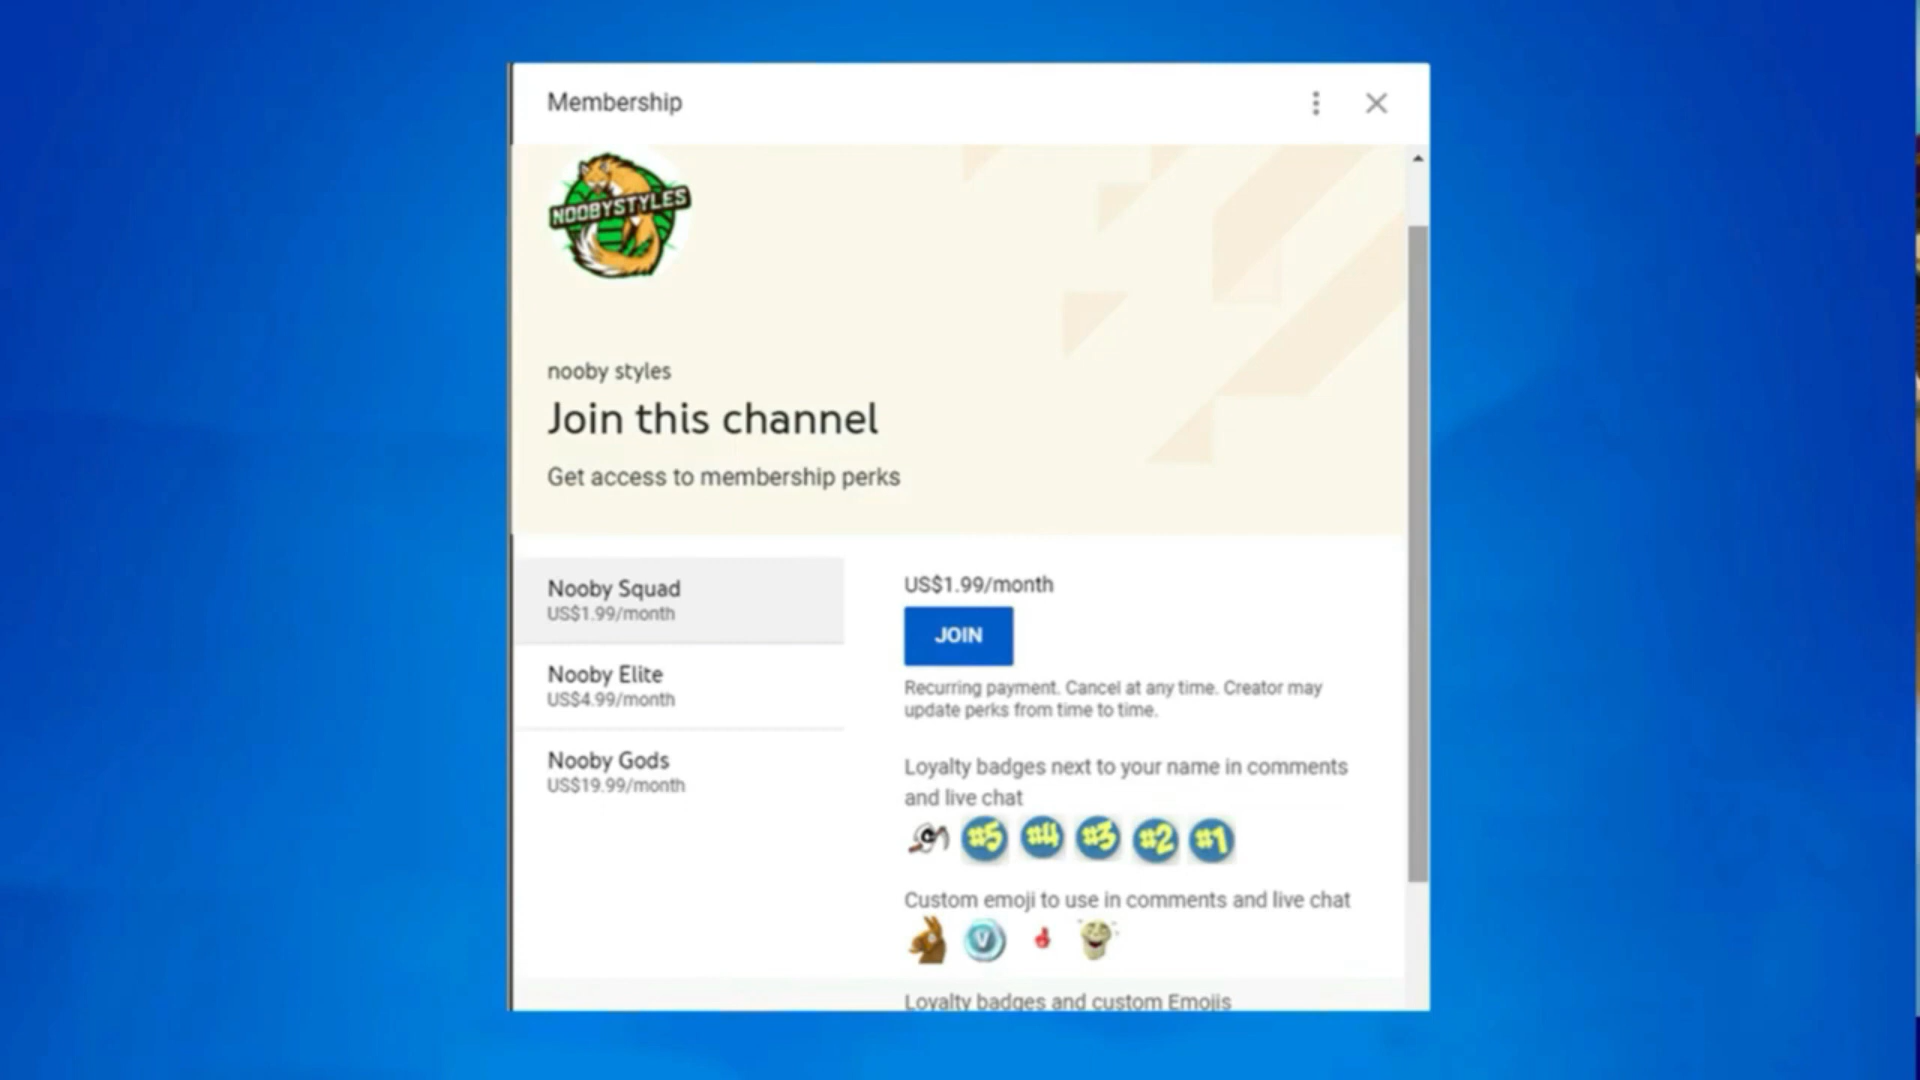 Membership
NOOBYSTYLES
nooby styles
Join this channel
Get access to membership perks
Nooby Squad
US$1.99/month
Nooby Elite
US$4.99/month
Nooby Gods
US$19.99/month
US$1.99/month
JOIN
Recurring payment. Cancel at any time. Creator may
update perks from time to time.
Loyalty badges next to your name in comments
and live chat
#5 #4 #3 #2 #1
Custom emoji to use in comments and live chat
V
Loyalty badges and custom Emojis